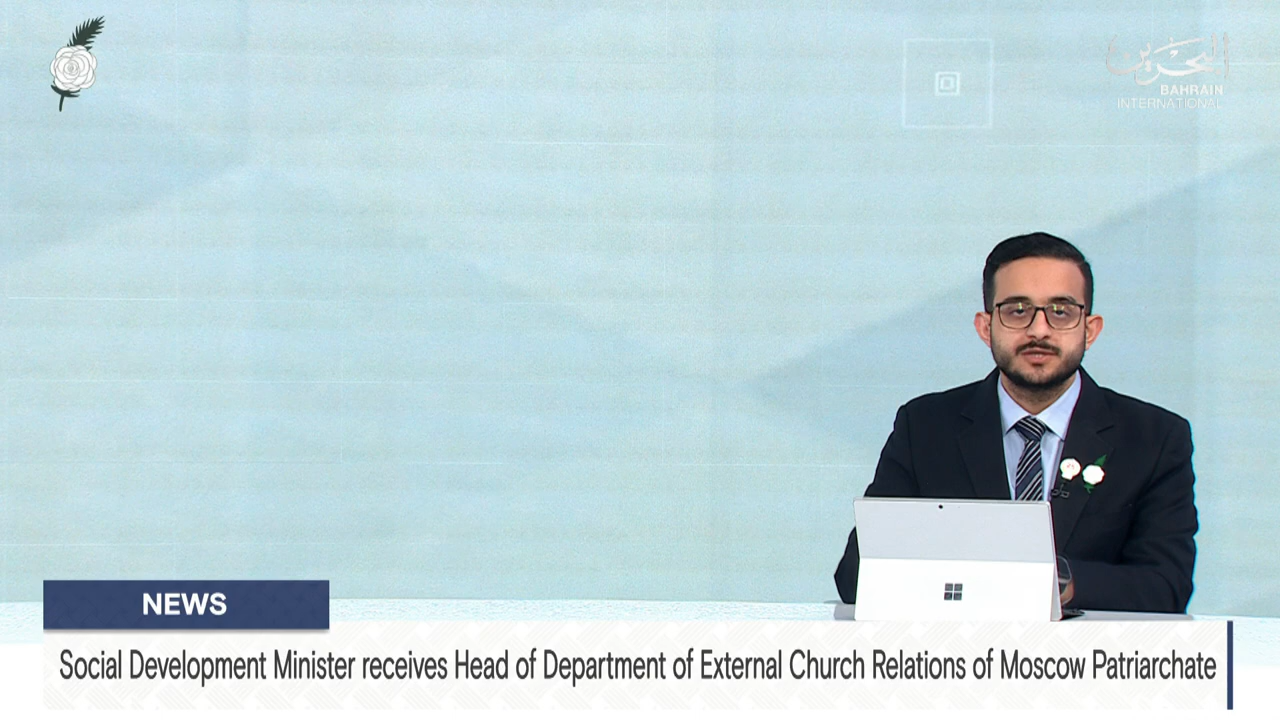 البحرين
BAHRAIN
INTERNATIONAL
NEWS
Social Development Minister receives Head of Department of External Church Relations of Moscow Patriarchate